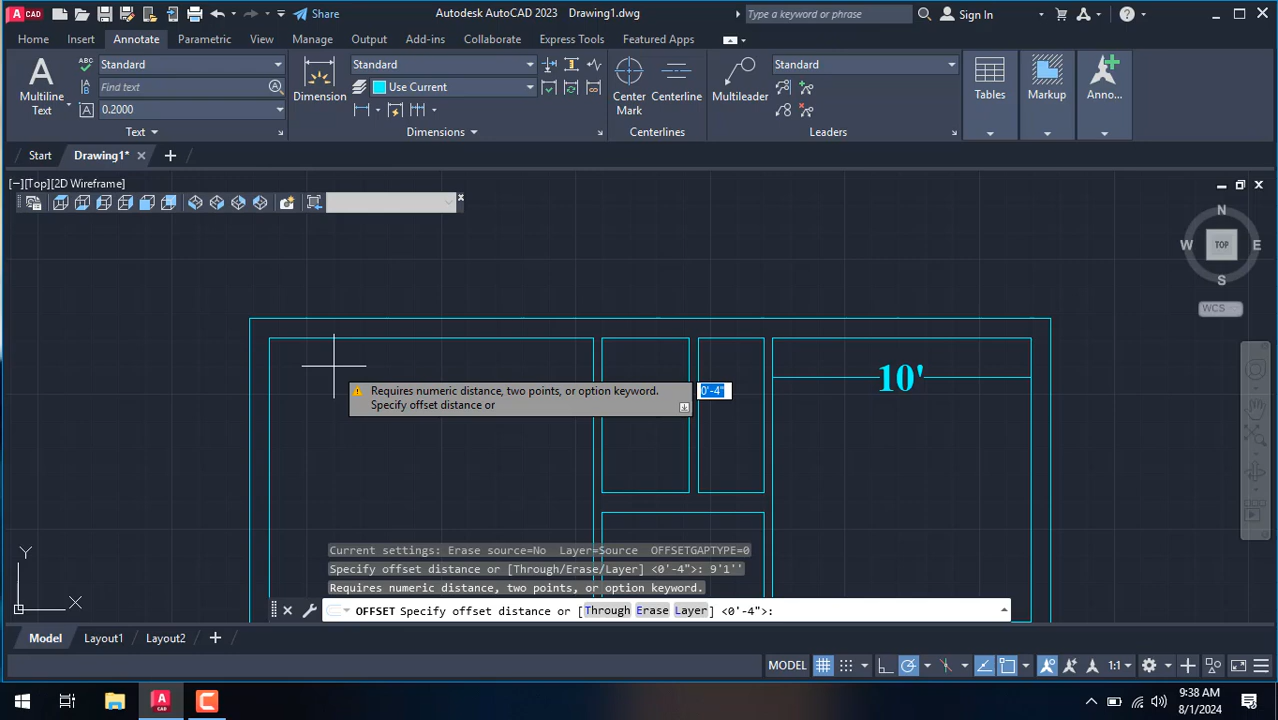 CAD
Share
Autodesk AutoCAD 2023 Drawing1.dwg
Type a keyword or phrase
Sign In
Home Insert Annotate Parametric View Manage Output Add-ins Collaborate Express Tools Featured Apps
Multiline Text
ABC
Standard
Find text
0.2000
Text
Dimension
Standard
Use Current
Dimensions
Center Mark
Centerline
Centerlines
Multileader
Standard
Leaders
Tables
Markup
Anno...
Start
Drawing1*
[−][Top][2D Wireframe]
N
W TOP E
S
WCS
10'
Requires numeric distance, two points, or option keyword.
Specify offset distance or
0'-4"
Current settings: Erase source=No Layer=Source OFFSETGAPTYPE=0
Specify offset distance or [Through/Erase/Layer] <0'-4">: 9'1''
Requires numeric distance, two points, or option keyword.
OFFSET Specify offset distance or [Through Erase Layer] <0'-4">:
Y
X
Model Layout1 Layout2
MODEL
1:1
CAD
9:38 AM
8/1/2024